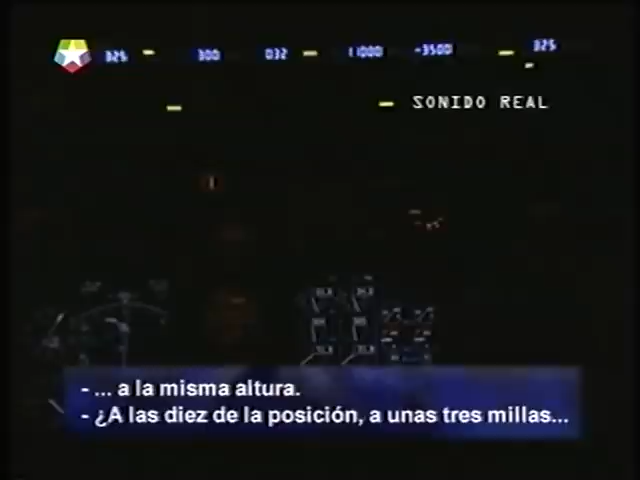 325 300 032 11000 -3500 325
SONIDO REAL
- ... a la misma altura.
- ¿A las diez de la posición, a unas tres millas...